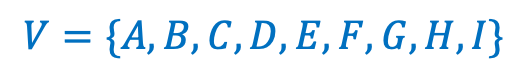 V = {A, B, C, D, E, F, G, H, I}